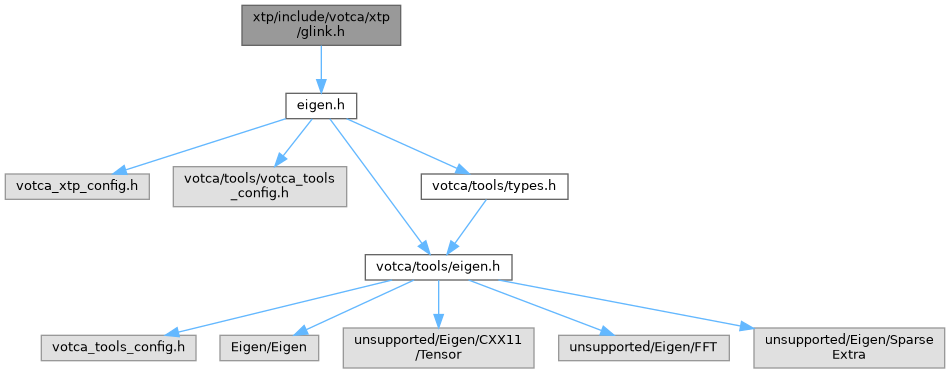 xtp/include/votca/xtp
/glink.h
eigen.h
votca_xtp_config.h
votca/tools/votca_tools
_config.h
votca/tools/types.h
votca/tools/eigen.h
votca_tools_config.h
Eigen/Eigen
unsupported/Eigen/CXX11
/Tensor
unsupported/Eigen/FFT
unsupported/Eigen/Sparse
Extra